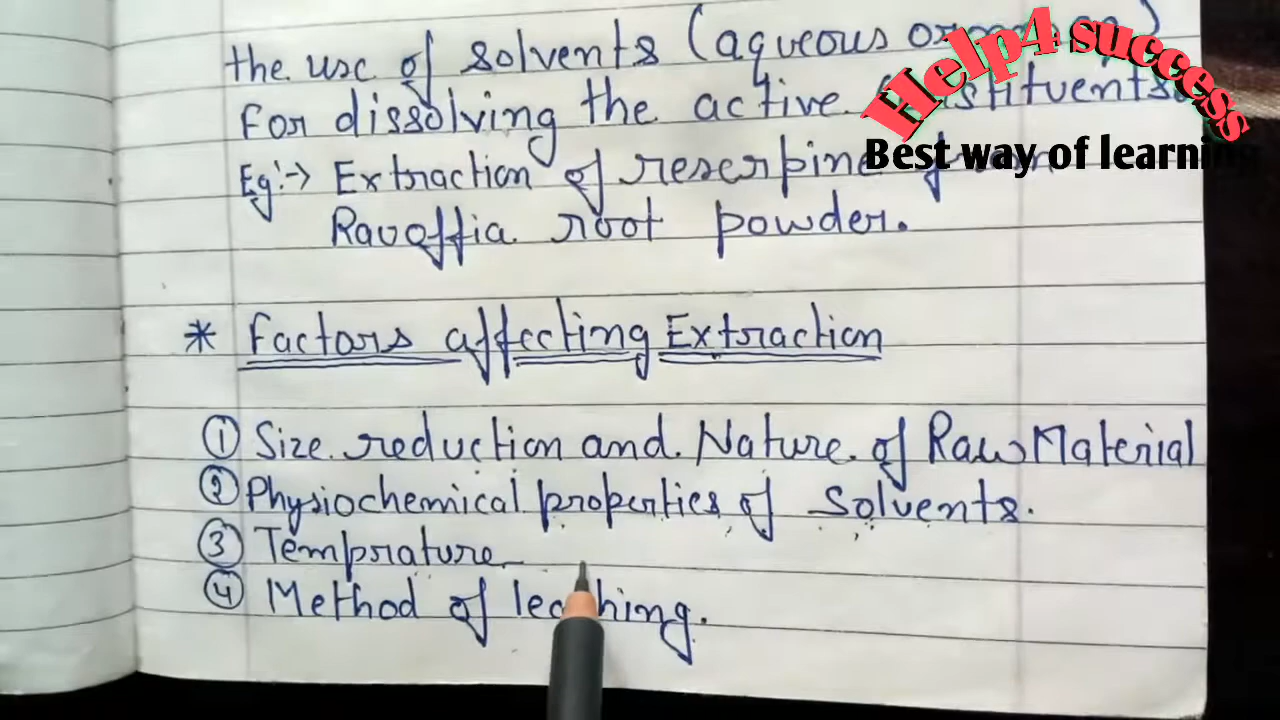 the use of solvents (aqueous or
for dissolving the active
Eg:→ Extraction of reserpine
Rauoffia root powder.
* Factors affecting Extraction
① Size reduction and Nature of Raw Material
② Physiochemical properties of Solvents.
③ Temprature
④ Method of leaching.
Help4 success
Best way of learning